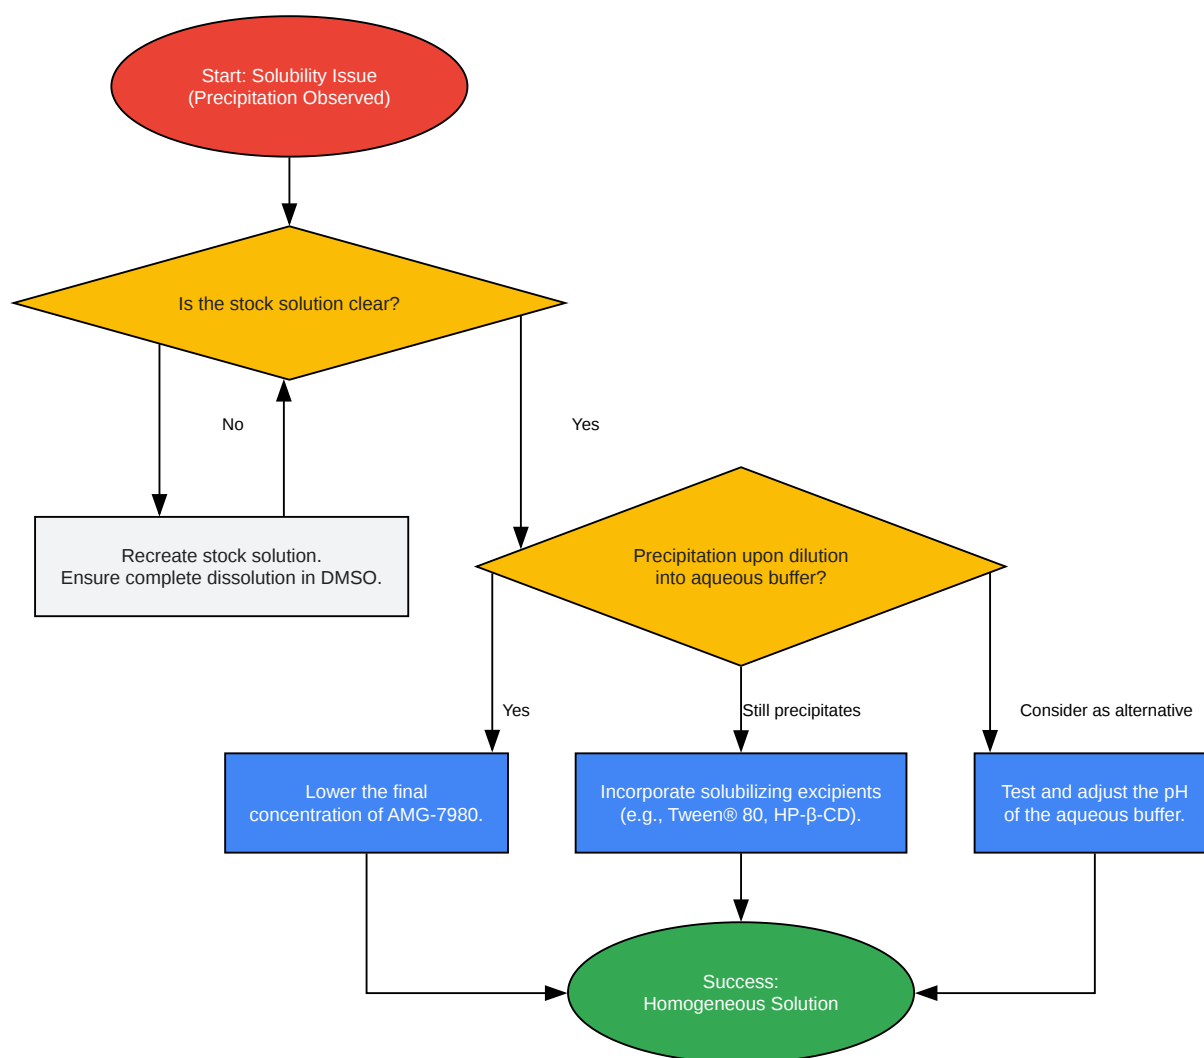 Start: Solubility Issue
(Precipitation Observed)
Is the stock solution clear?
No
Yes
Recreate stock solution.
Ensure complete dissolution in DMSO.
Precipitation upon dilution
into aqueous buffer?
Yes
Still precipitates
Consider as alternative
Lower the final
concentration of AMG-7980.
Incorporate solubilizing excipients
(e.g., Tween® 80, HP-β-CD).
Test and adjust the pH
of the aqueous buffer.
Success:
Homogeneous Solution